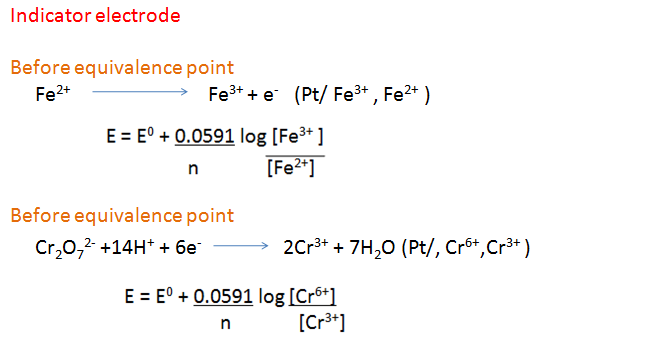 Indicator electrode
Before equivalence point
Fe²⁺ ⟶ Fe³⁺ + e⁻ (Pt/ Fe³⁺ , Fe²⁺ )
E = E⁰ + 0.0591 log [Fe³⁺ ]
n [Fe²⁺]
Before equivalence point
Cr₂O₇²⁻ +14H⁺ + 6e⁻ ⟶ 2Cr³⁺ + 7H₂O (Pt/, Cr⁶⁺,Cr³⁺ )
E = E⁰ + 0.0591 log [Cr⁶⁺]
n [Cr³⁺]